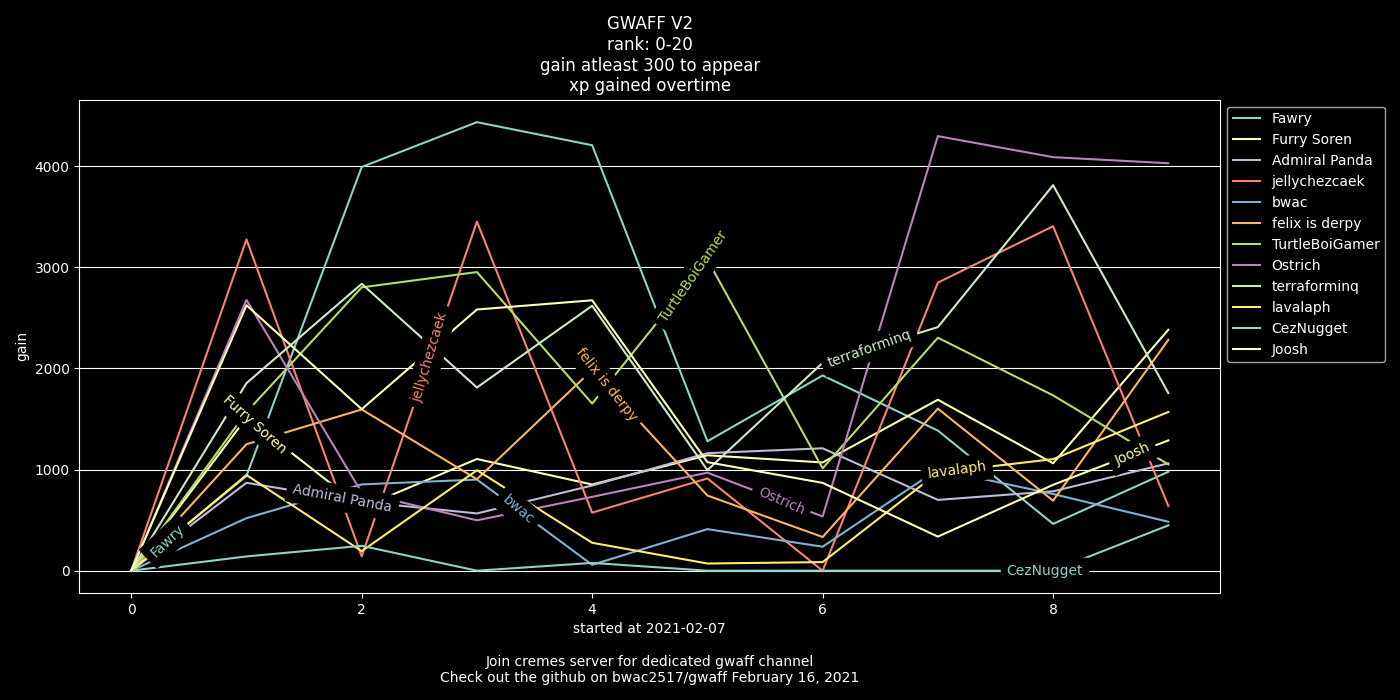 GWAFF V2
rank: 0-20
gain atleast 300 to appear
xp gained overtime
gain
4000
3000
2000
1000
0
0 2 4 6 8
started at 2021-02-07
Fawry
Furry Soren
Admiral Panda
jellychezcaek
bwac
felix is derpy
TurtleBoiGamer
Ostrich
terraforminq
lavalaph
CezNugget
Joosh
Fawry
Furry Soren
Admiral Panda
jellychezcaek
bwac
felix is derpy
TurtleBoiGamer
Ostrich
terraforminq
lavalaph
CezNugget
Joosh
Join cremes server for dedicated gwaff channel
Check out the github on bwac2517/gwaff February 16, 2021